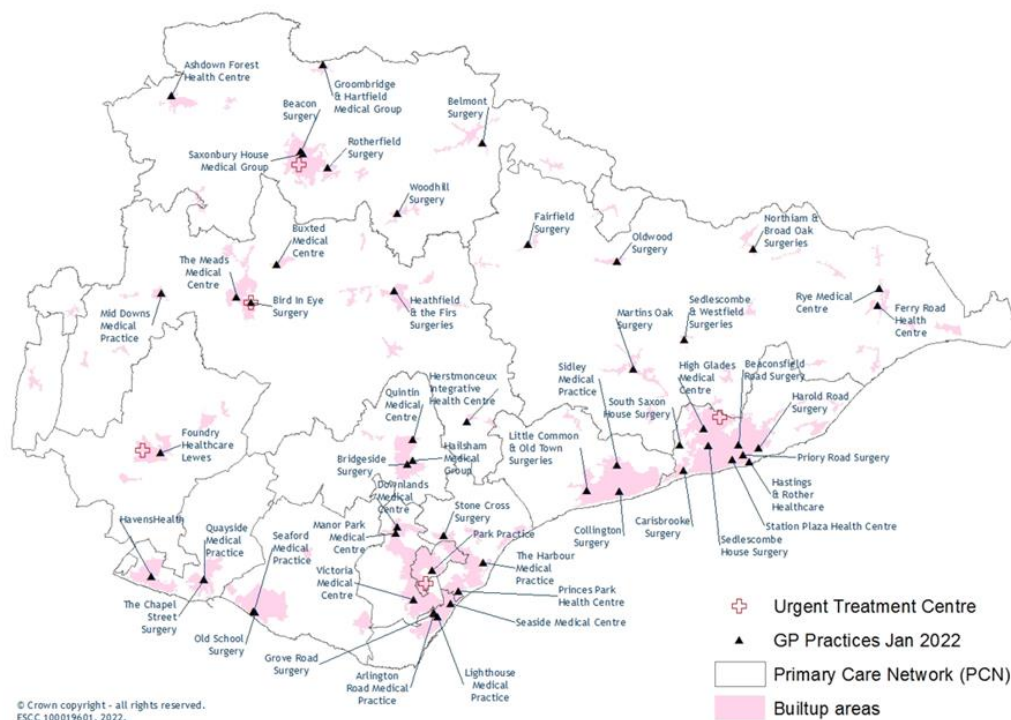 Ashdown Forest
Health Centre
Groombridge
& Hartfield
Medical Group
Beacon
Surgery
Belmont
Surgery
Saxonbury House
Medical Group
Rotherfield
Surgery
Woodhill
Surgery
Fairfield
Surgery
Oldwood
Surgery
Northiam &
Broad Oak
Surgeries
Buxted
Medical
Centre
The Meads
Medical
Centre
Bird In Eye
Surgery
Mid Downs
Medical
Practice
Heathfield
& the Firs
Surgeries
Rye Medical
Centre
Ferry Road
Health
Centre
Martins Oak
Surgery
Sedlescombe
& Westfield
Surgeries
Sidley
Medical
Practice
High Glades
Medical
Centre
Beaconsfield
Road Surgery
Harold Road
Surgery
South Saxon
House Surgery
Quintin
Medical
Centre
Herstmonceux
Integrative
Health Centre
Little Common
& Old Town
Surgeries
Foundry
Healthcare
Lewes
Bridgeside
Surgery
Hailsham
Medical
Group
Priory Road Surgery
Hastings
& Rother
Healthcare
Station Plaza Health Centre
Sedlescombe
House Surgery
Carisbrooke
Surgery
Collington
Surgery
Downlands
Medical
Centre
Stone Cross
Surgery
Manor Park
Medical
Centre
Park Practice
HavensHealth
Quayside
Medical
Practice
Seaford
Medical
Practice
Victoria
Medical
Centre
The Harbour
Medical
Practice
Princes Park
Health Centre
Seaside Medical Centre
The Chapel
Street
Surgery
Old School
Surgery
Grove Road
Surgery
Arlington
Road Medical
Practice
Lighthouse
Medical
Practice
Urgent Treatment Centre
GP Practices Jan 2022
Primary Care Network (PCN)
Builtup areas
© Crown copyright - all rights reserved.
ESCC 100019601, 2022.